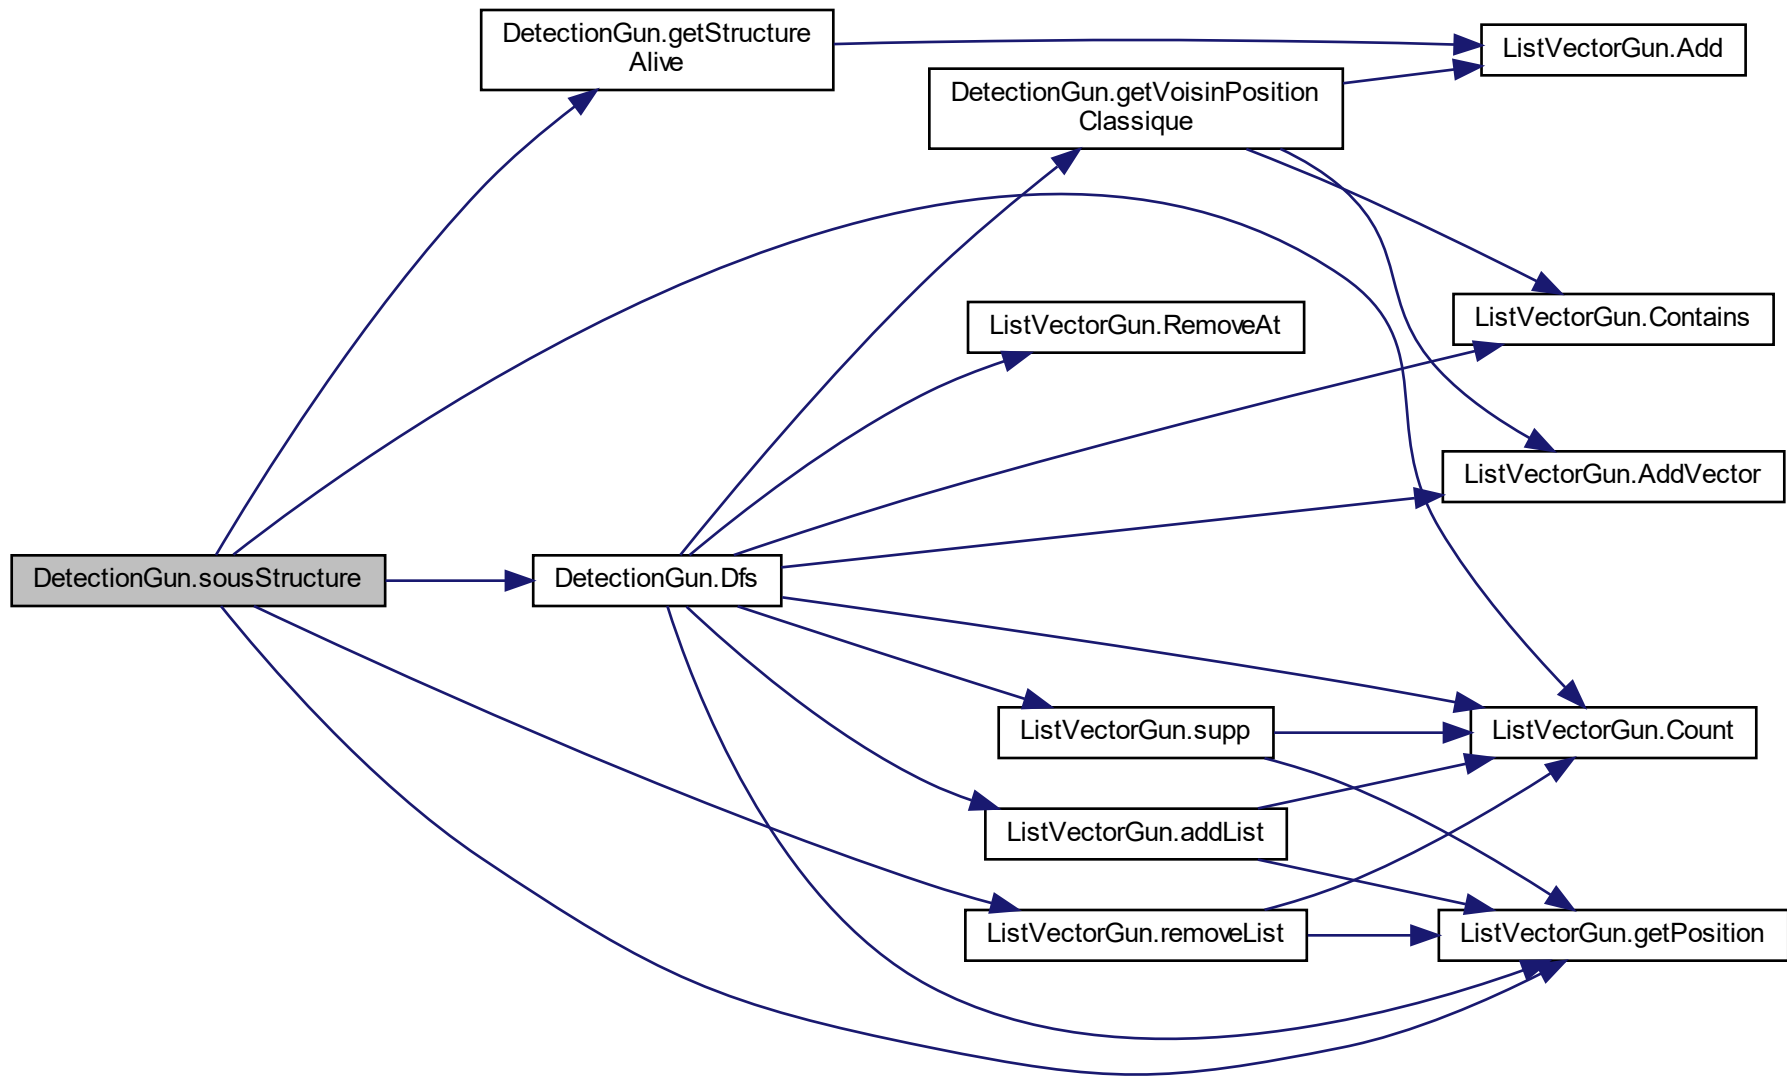 DetectionGun.getStructure
Alive
ListVectorGun.Add
DetectionGun.getVoisinPosition
Classique
ListVectorGun.RemoveAt
ListVectorGun.Contains
ListVectorGun.AddVector
DetectionGun.sousStructure
DetectionGun.Dfs
ListVectorGun.supp
ListVectorGun.Count
ListVectorGun.addList
ListVectorGun.removeList
ListVectorGun.getPosition